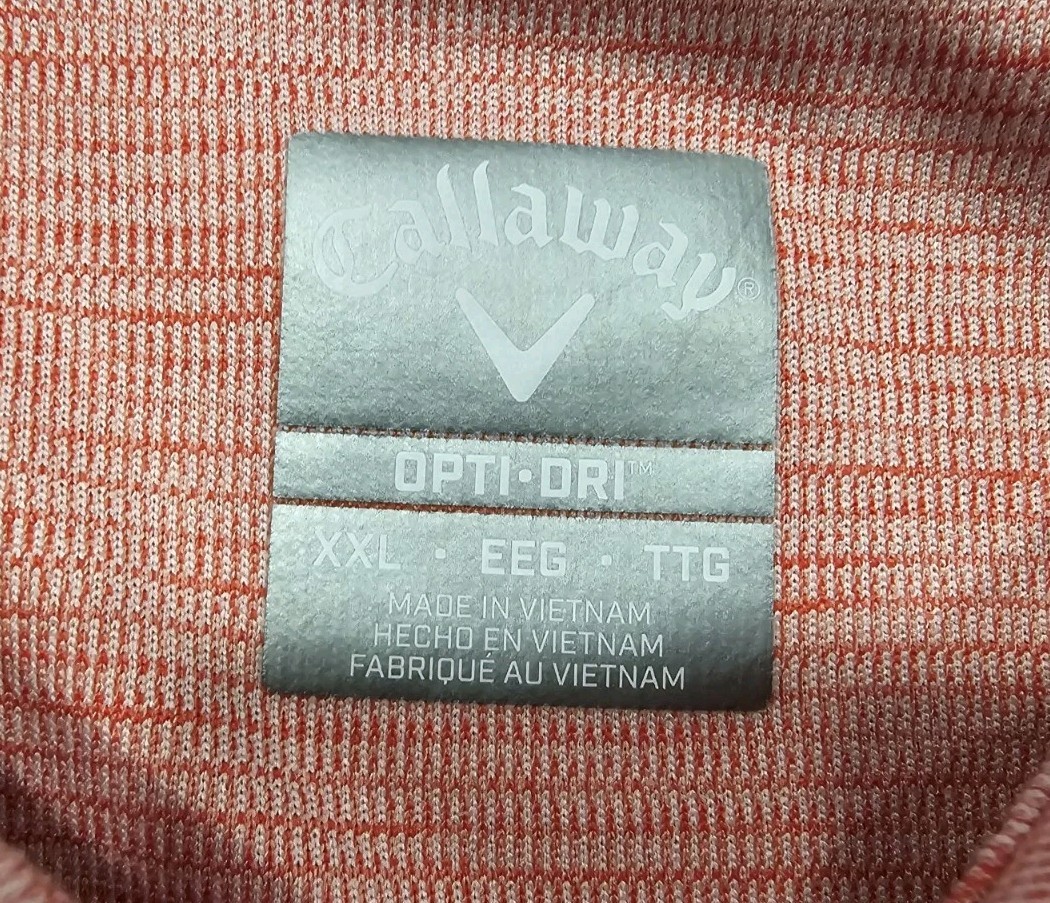 Callaway®
OPTI·DRI™
XXL · EEG · TTG
MADE IN VIETNAM
HECHO EN VIETNAM
FABRIQUÉ AU VIETNAM